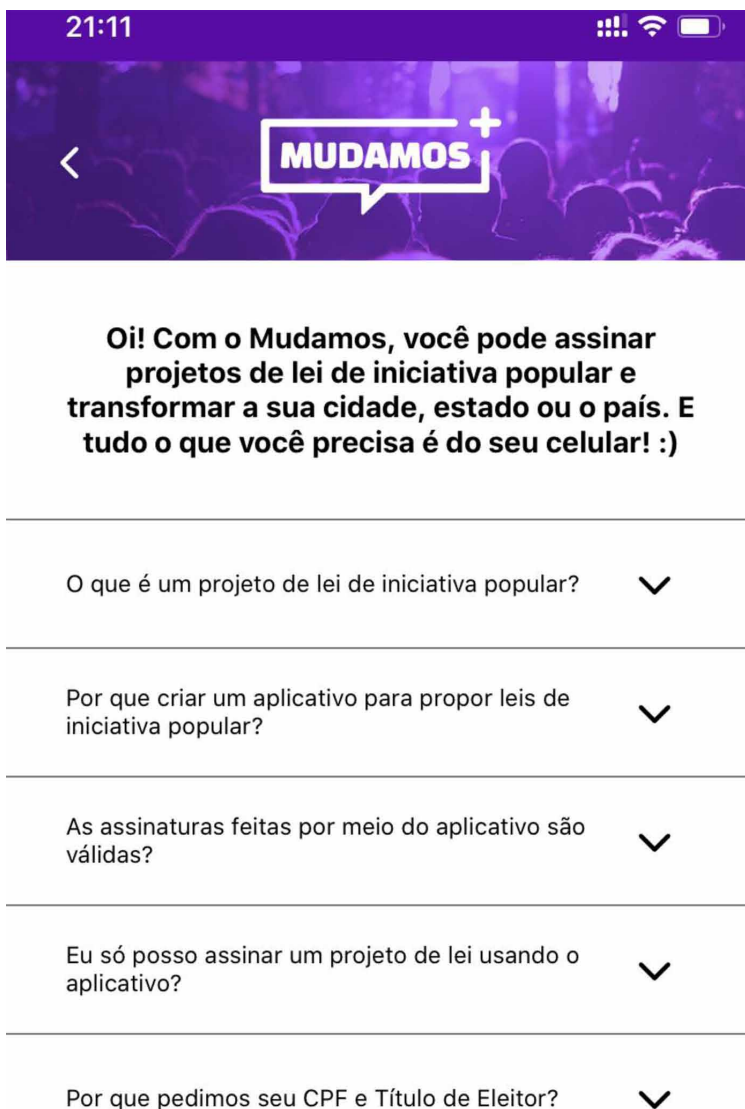 21:11
MUDAMOS
Oi! Com o Mudamos, você pode assinar
projetos de lei de iniciativa popular e
transformar a sua cidade, estado ou o país. E
tudo o que você precisa é do seu celular! :)
O que é um projeto de lei de iniciativa popular?
Por que criar um aplicativo para propor leis de
iniciativa popular?
As assinaturas feitas por meio do aplicativo são
válidas?
Eu só posso assinar um projeto de lei usando o
aplicativo?
Por que pedimos seu CPF e Título de Eleitor?